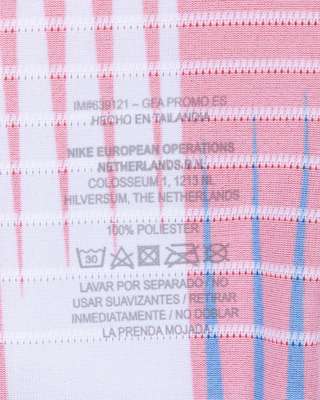 IM#639121 – GFA PROMO ES
HECHO EN TAILANDIA
NIKE EUROPEAN OPERATIONS
NETHERLANDS B.V.
COLOSSEUM 1, 1213 NL
HILVERSUM, THE NETHERLANDS
100% POLIESTER
30
LAVAR POR SEPARADO / NO
USAR SUAVIZANTES / RETIRAR
INMEDIATAMENTE / NO DOBLAR
LA PRENDA MOJADA